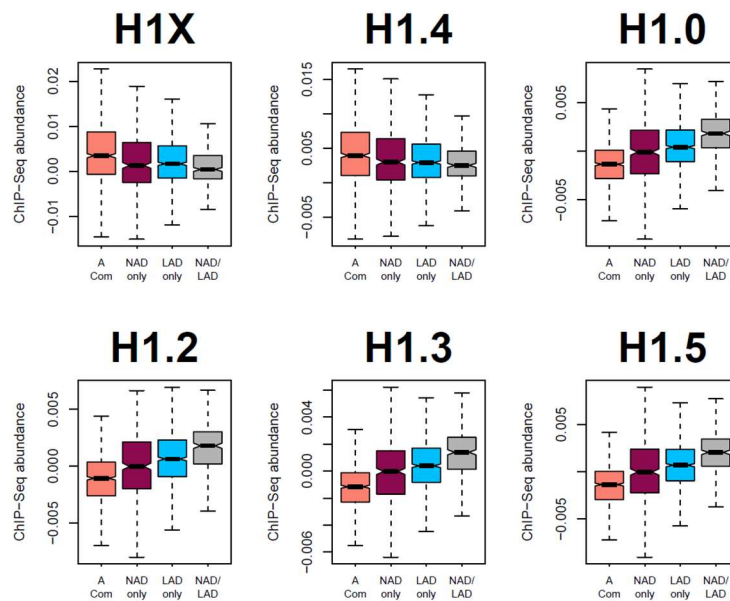 H1X H1.4 H1.0
ChIP-Seq abundance
0.02
0.01
0.00
−0.01
A Com
NAD only
LAD only
NAD/ LAD
ChIP-Seq abundance
0.015
0.005
−0.005
A Com
NAD only
LAD only
NAD/ LAD
ChIP-Seq abundance
0.005
−0.005
A Com
NAD only
LAD only
NAD/ LAD
H1.2 H1.3 H1.5
ChIP-Seq abundance
0.005
0.000
−0.005
A Com
NAD only
LAD only
NAD/ LAD
ChIP-Seq abundance
0.004
0.000
−0.006
A Com
NAD only
LAD only
NAD/ LAD
ChIP-Seq abundance
0.005
−0.005
A Com
NAD only
LAD only
NAD/ LAD